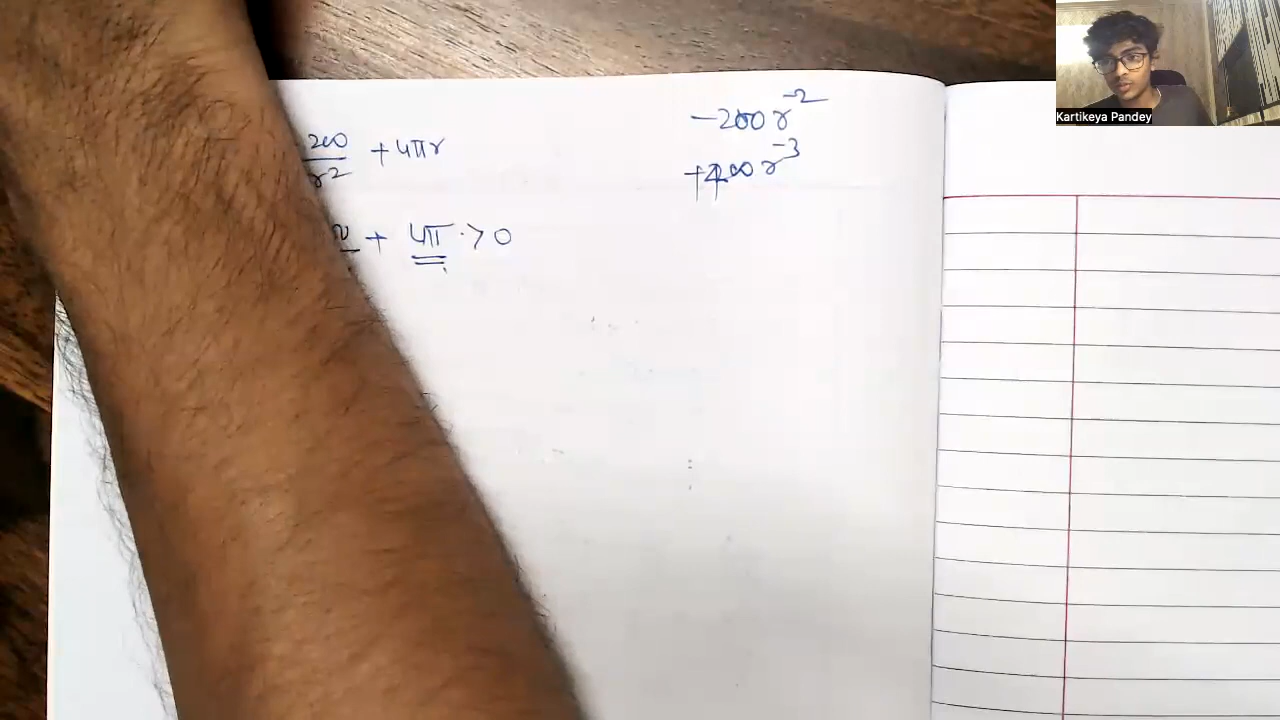 200/r² + 4πr
+ 4π > 0
-200 r⁻²
+400 r⁻³
Kartikeya Pandey